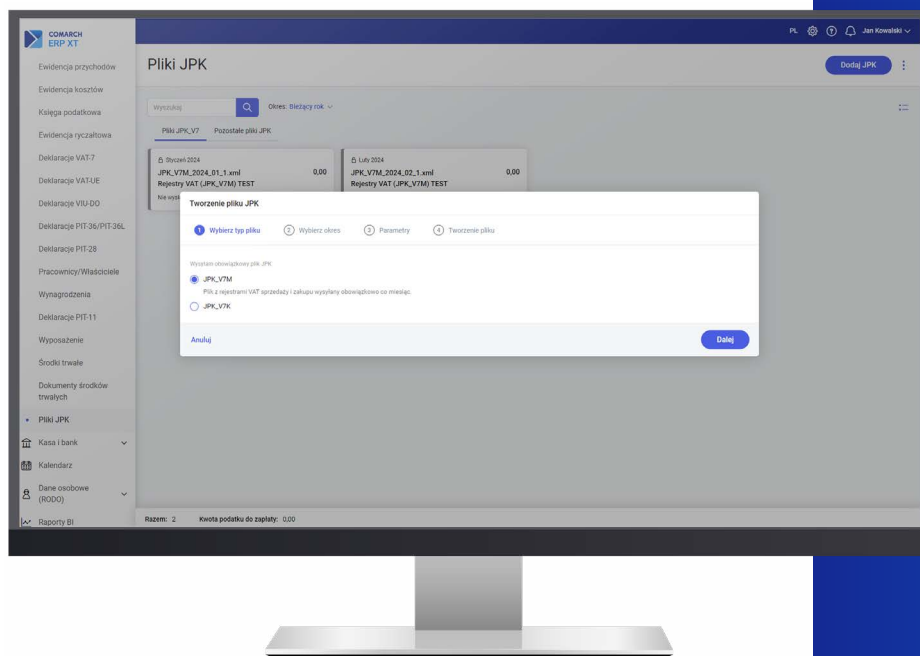 COMARCH
ERP XT
PL
Jan Kowalski
Ewidencja przychodów
Ewidencja kosztów
Księga podatkowa
Ewidencja ryczałtowa
Deklaracje VAT-7
Deklaracje VAT-UE
Deklaracje VIU-DO
Deklaracje PIT-36/PIT-36L
Deklaracje PIT-28
Pracownicy/Właściciele
Wynagrodzenia
Deklaracje PIT-11
Wyposażenie
Środki trwałe
Dokumenty środków
trwałych
Pliki JPK
Kasa i bank
Kalendarz
Dane osobowe
(RODO)
Raporty BI
Pliki JPK
Dodaj JPK
Wyszukaj
Okres: Bieżący rok
Pliki JPK_V7 Pozostałe pliki JPK
Styczeń 2024
JPK_V7M_2024_01_1.xml 0,00
Rejestry VAT (JPK_V7M) TEST
Luty 2024
JPK_V7M_2024_02_1.xml 0,00
Rejestry VAT (JPK_V7M) TEST
Tworzenie pliku JPK
1 Wybierz typ pliku 2 Wybierz okres 3 Parametry 4 Tworzenie pliku
Wysyłam obowiązkowy plik JPK
JPK_V7M
Plik z rejestrami VAT sprzedaży i zakupu wysyłany obowiązkowo co miesiąc.
JPK_V7K
Anuluj Dalej
Razem: 2 Kwota podatku do zapłaty: 0,00